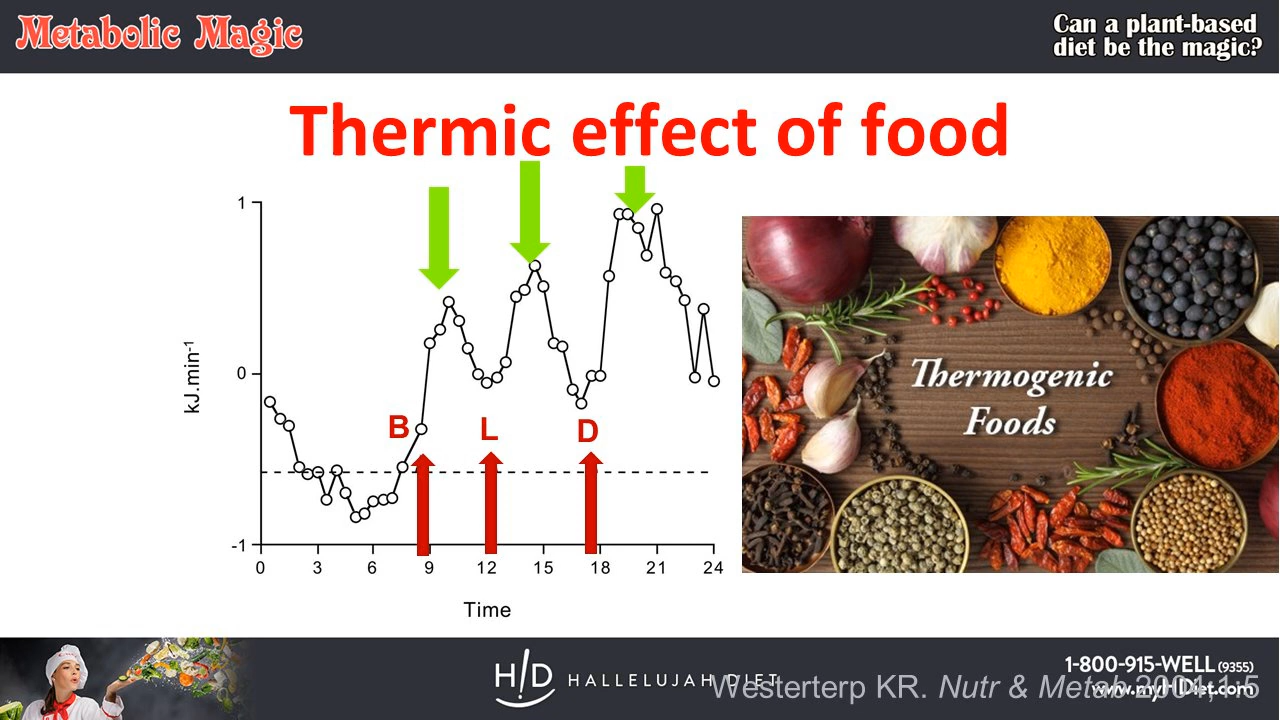 Metabolic Magic
Can a plant-based
diet be the magic?
Thermic effect of food
1
0
-1
kJ.min-1
B
L
D
0 3 6 9 12 15 18 21 24
Time
Thermogenic
Foods
H!D HALLELUJAH DIET
1-800-915-WELL (9355)
www.myHDiet.com
Westerterp KR. Nutr & Metab 2004;1:5